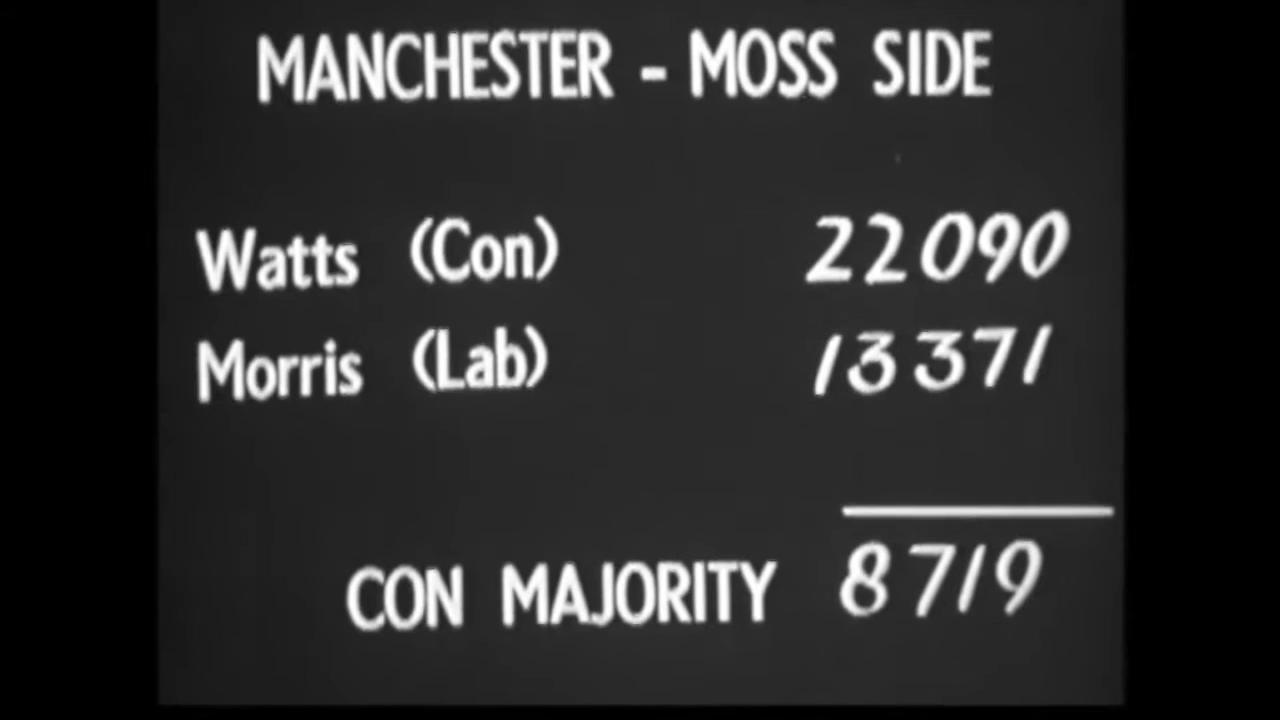 MANCHESTER - MOSS SIDE
Watts (Con) 22090
Morris (Lab) 13371
CON MAJORITY 8719